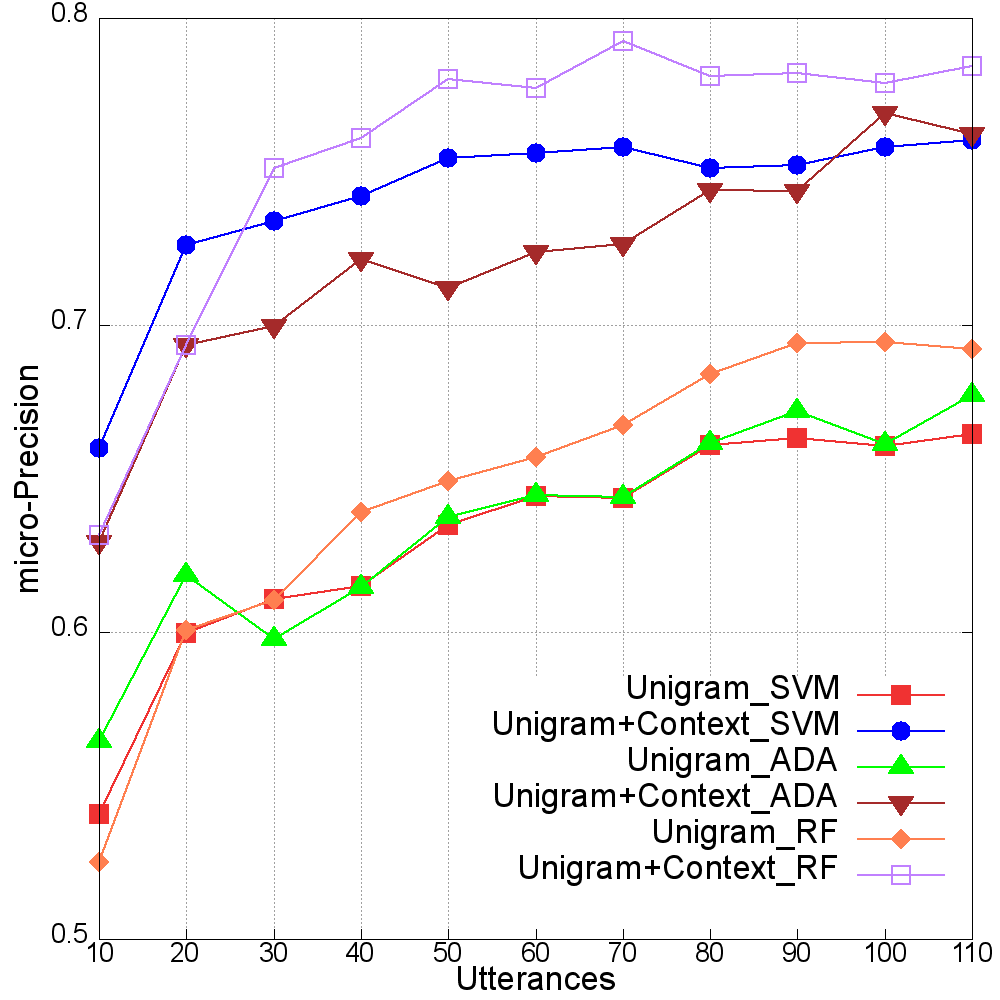 0.8
0.7
0.6
0.5
micro-Precision
Unigram_SVM
Unigram+Context_SVM
Unigram_ADA
Unigram+Context_ADA
Unigram_RF
Unigram+Context_RF
10 20 30 40 50 60 70 80 90 100 110
Utterances